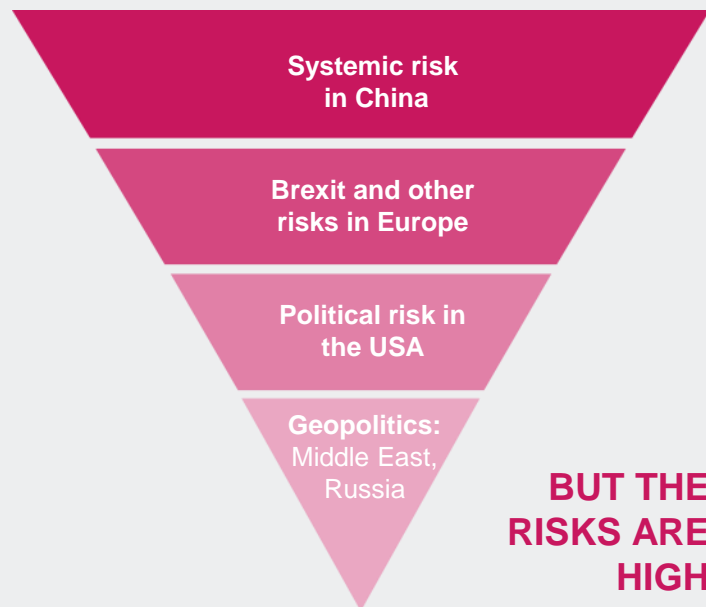 Systemic risk
in China
Brexit and other
risks in Europe
Political risk in
the USA
Geopolitics:
Middle East,
Russia
BUT THE
RISKS ARE
HIGH